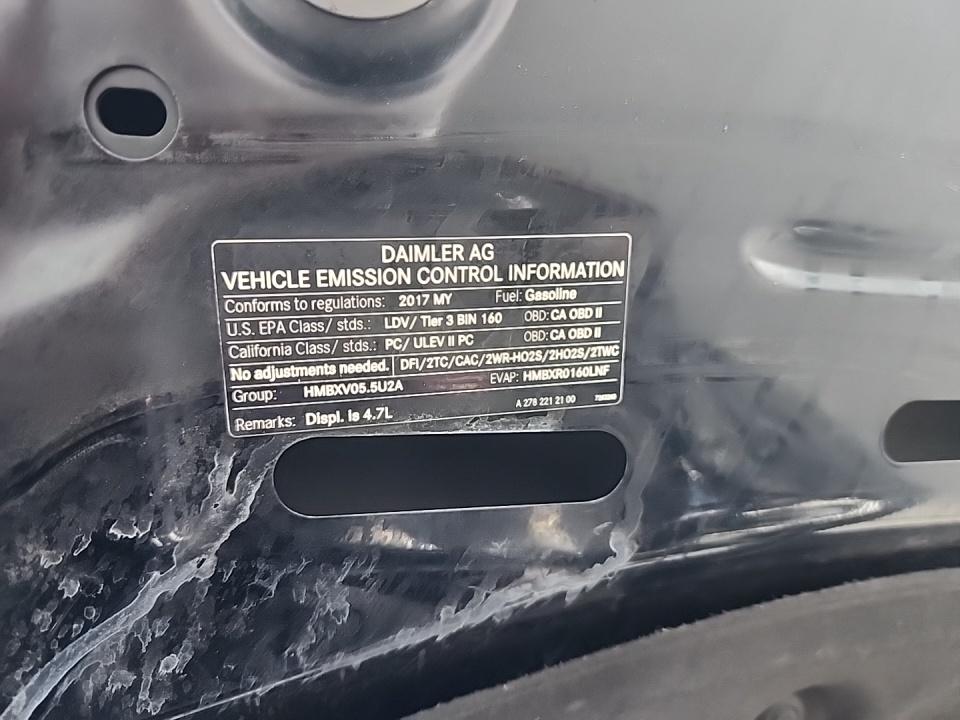 DAIMLER AG
VEHICLE EMISSION CONTROL INFORMATION
Conforms to regulations: 2017 MY Fuel: Gasoline
U.S. EPA Class/ stds.: LDV/ Tier 3 BIN 160 OBD: CA OBD II
California Class/ stds.: PC/ ULEV II PC OBD: CA OBD II
No adjustments needed. DFI/2TC/CAC/2WR-HO2S/2HO2S/2TWC
Group: HMBXV05.5U2A EVAP: HMBXR0160LNF
Remarks: Displ. Is 4.7L A 278 221 21 00